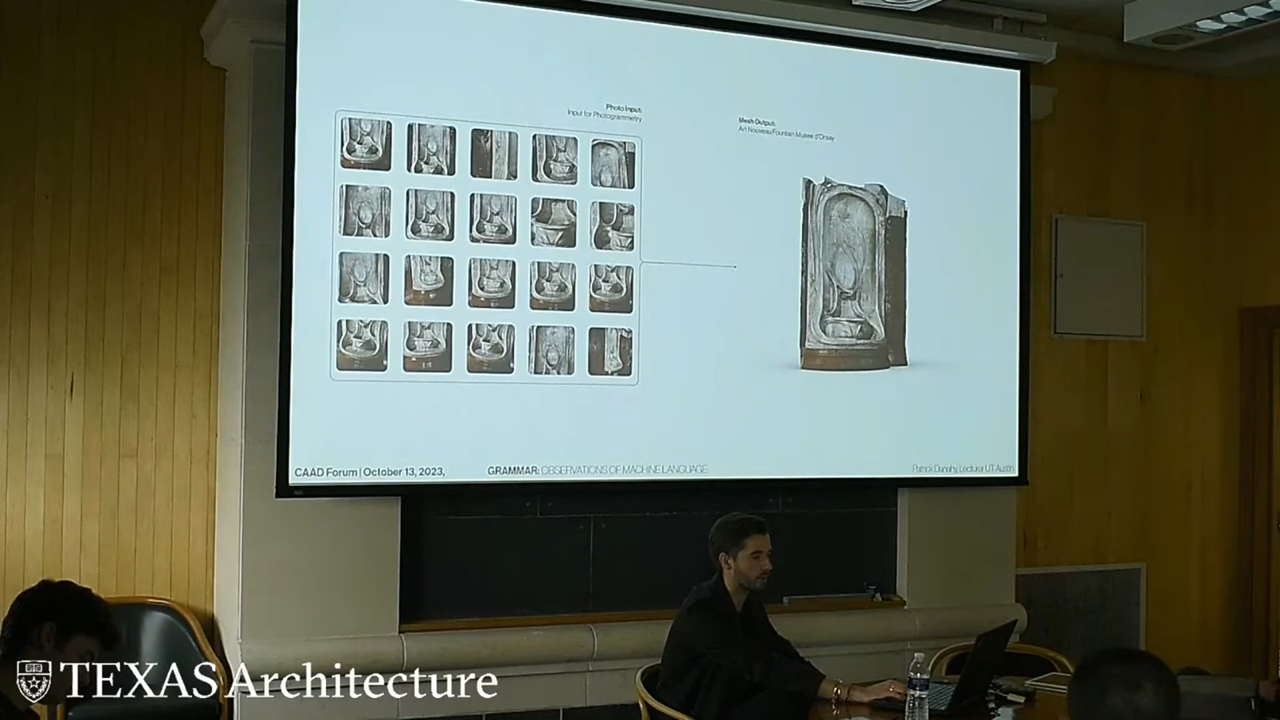 Photo Input:
Input for Photogrammetry
Mesh Output:
Art Nouveau Fountain Musee d'Orsay
CAAD Forum | October 13, 2023,
GRAMMAR: OBSERVATIONS OF MACHINE LANGUAGE
Patrick Danahy, Lecturer UT Austin
TEXAS Architecture